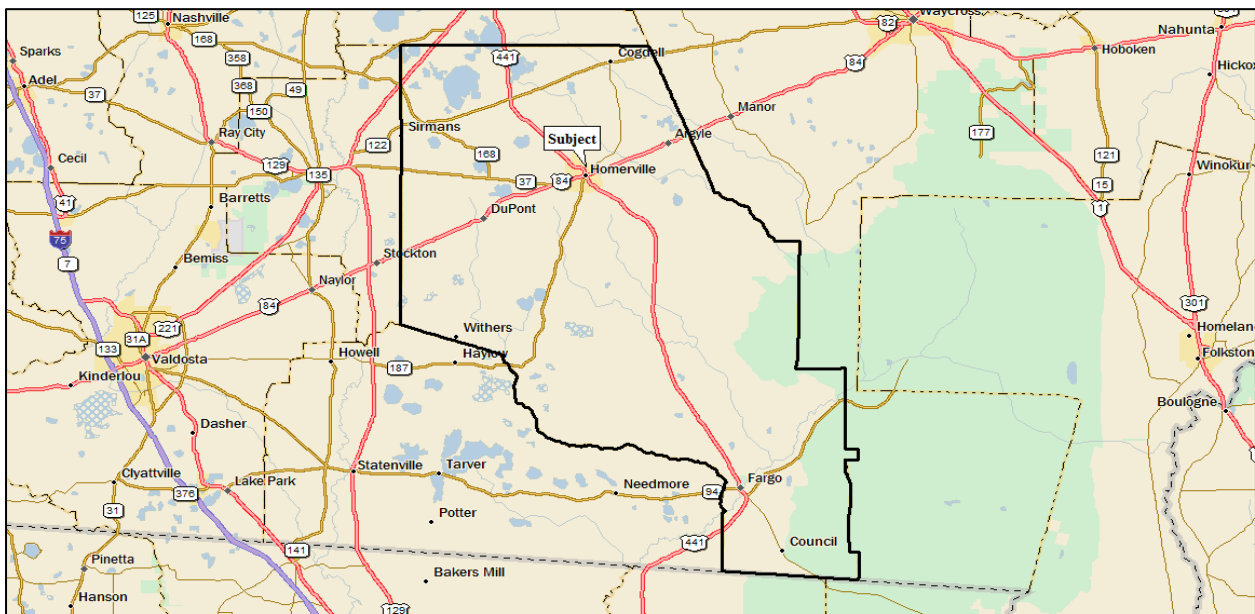 125
Nashville
441
82
Waycross
301
Nahunta
Sparks
168
358
Cogdell
Hoboken
84
Hickox
Adel
37
368
49
150
Manor
Ray City
122
Sirmans
Argyle
177
Cecil
129
168
Subject
121
Winokur
135
37
84
Homerville
15
41
Barretts
DuPont
1
75
7
Bemiss
Stockton
Naylor
84
301
221
31A
Withers
Homeland
133
Valdosta
Howell
187
Haylow
Folkston
Kinderlou
Boulogne
Dasher
Statenville
Tarver
Clyattville
376
Lake Park
Needmore
94
Fargo
31
Potter
141
441
Council
Pinetta
Bakers Mill
Hanson
129